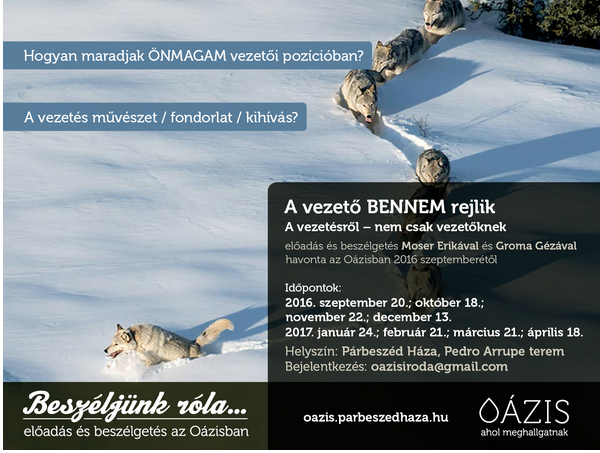 Hogyan maradjak ÖNMAGAM vezetői pozícióban?
A vezetés művészet / fondorlat / kihívás?
A vezető BENNEM rejlik
A vezetésről – nem csak vezetőknek
előadás és beszélgetés Moser Erikával és Groma Gézával
havonta az Oázisban 2016 szeptemberétől
Időpontok:
2016. szeptember 20.; október 18.;
november 22.; december 13.
2017. január 24.; február 21.; március 21.; április 18.
Helyszín: Párbeszéd Háza, Pedro Arrupe terem
Bejelentkezés: oazisiroda@gmail.com
Beszéljünk róla...
előadás és beszélgetés az Oázisban
oazis.parbeszedhaza.hu
OÁZIS
ahol meghallgatnak